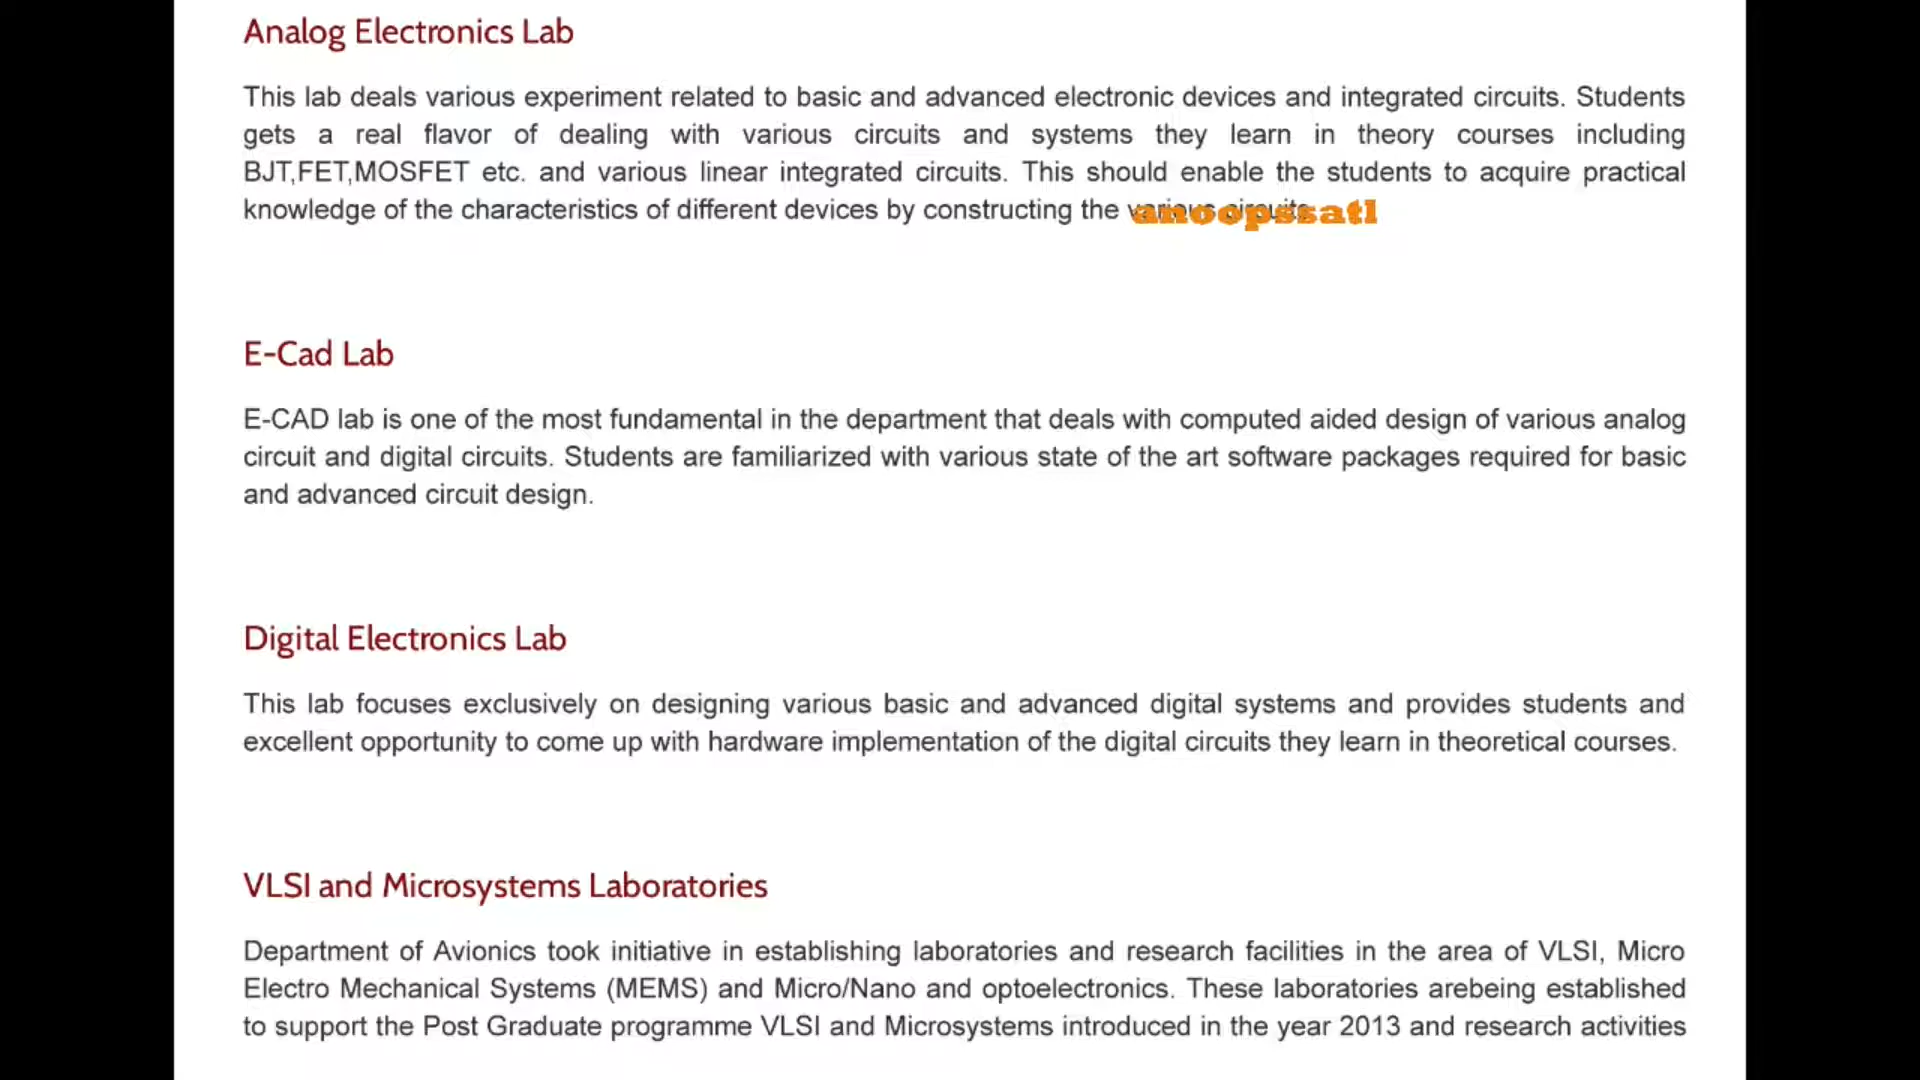 Analog Electronics Lab
This lab deals various experiment related to basic and advanced electronic devices and integrated circuits. Students
gets a real flavor of dealing with various circuits and systems they learn in theory courses including
BJT,FET,MOSFET etc. and various linear integrated circuits. This should enable the students to acquire practical
knowledge of the characteristics of different devices by constructing the various circuits
anoopssatl
E-Cad Lab
E-CAD lab is one of the most fundamental in the department that deals with computed aided design of various analog
circuit and digital circuits. Students are familiarized with various state of the art software packages required for basic
and advanced circuit design.
Digital Electronics Lab
This lab focuses exclusively on designing various basic and advanced digital systems and provides students and
excellent opportunity to come up with hardware implementation of the digital circuits they learn in theoretical courses.
VLSI and Microsystems Laboratories
Department of Avionics took initiative in establishing laboratories and research facilities in the area of VLSI, Micro
Electro Mechanical Systems (MEMS) and Micro/Nano and optoelectronics. These laboratories arebeing established
to support the Post Graduate programme VLSI and Microsystems introduced in the year 2013 and research activities